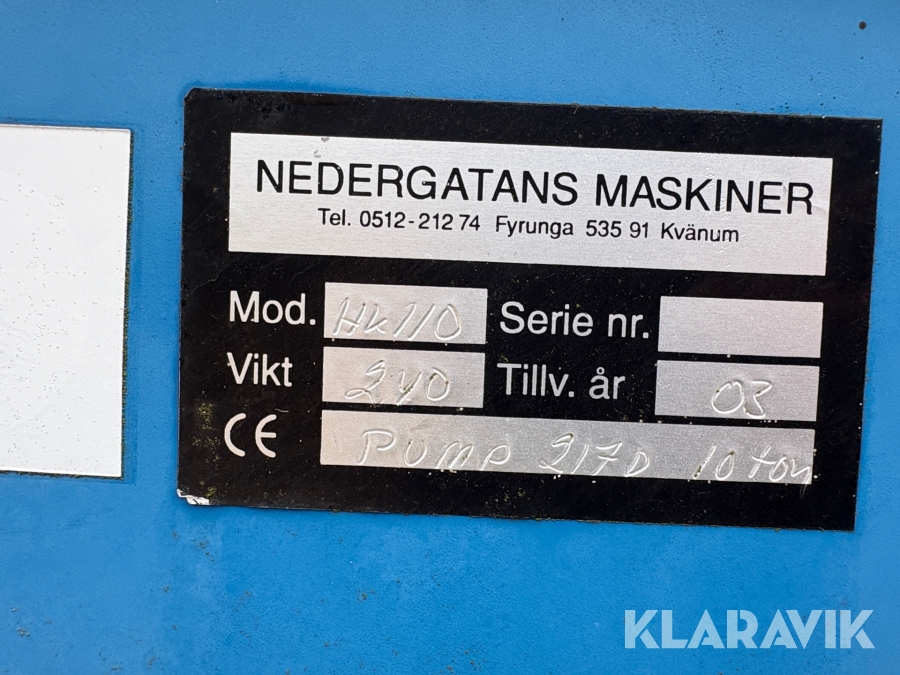 NEDERGATANS MASKINER
Tel. 0512-212 74 Fyrunga 535 91 Kvänum
Mod. HK110 Serie nr.
Vikt 240 Tillv. år 03
CE PUMP 217D 10 ton
KLARAVIK